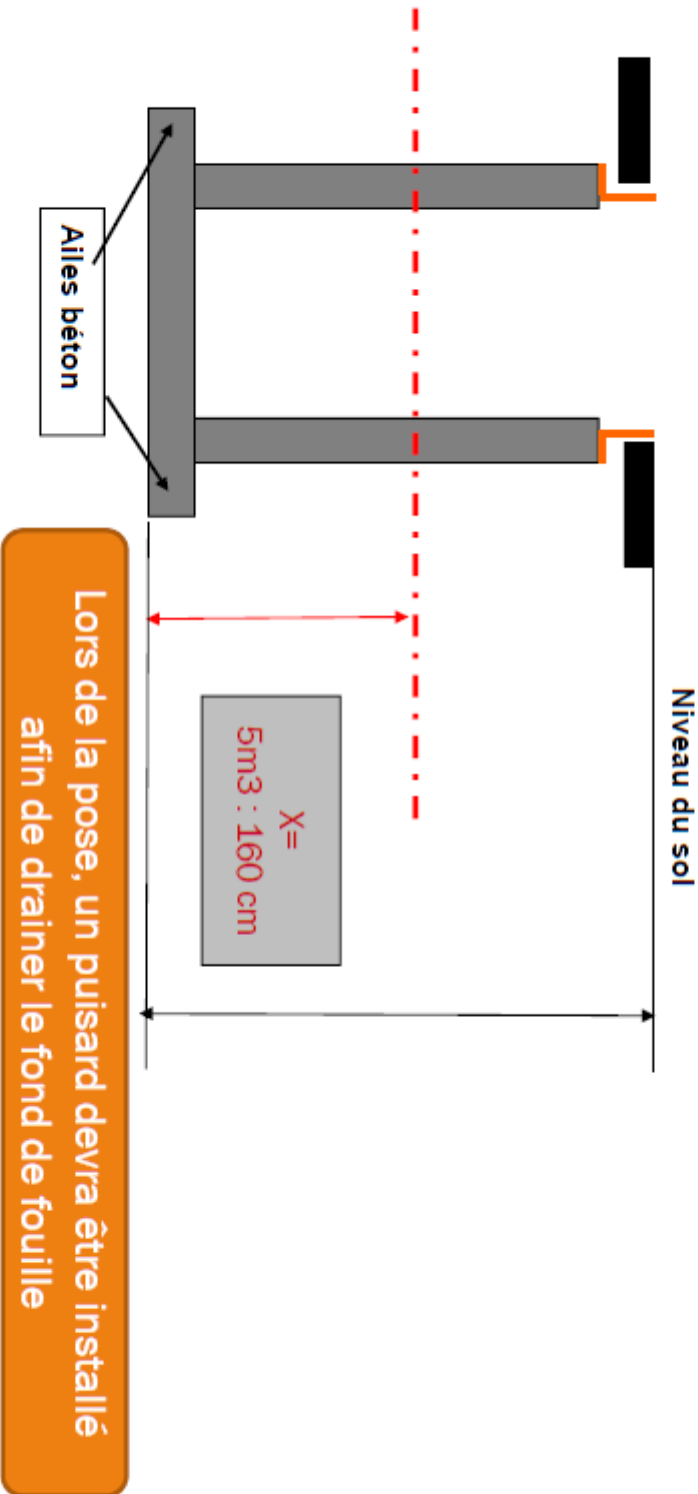 Niveau du sol
X=
5m3 : 160 cm
Ailes béton
Lors de la pose, un puisard devra être installé
afin de drainer le fond de fouille